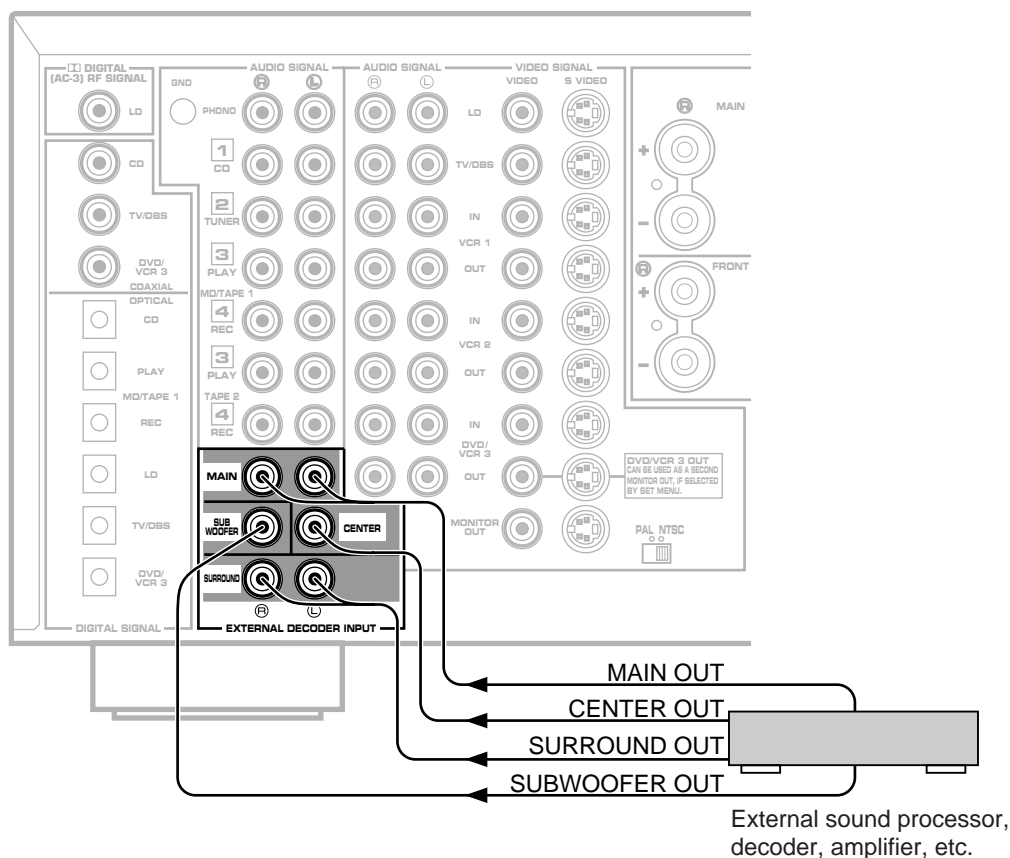 DIGITAL
(AC-3) RF SIGNAL
LD
CD
TV/DBS
DVD/
VCR 3
COAXIAL
OPTICAL
CD
PLAY
MD/TAPE 1
REC
LD
TV/DBS
DVD/
VCR 3
DIGITAL SIGNAL
AUDIO SIGNAL
GND
R
L
PHONO
1
CD
2
TUNER
3
PLAY
MD/TAPE 1
4
REC
3
PLAY
TAPE 2
4
REC
MAIN
SUB
WOOFER
CENTER
SURROUND
R
L
EXTERNAL DECODER INPUT
AUDIO SIGNAL
R
L
VIDEO SIGNAL
VIDEO
S VIDEO
LD
TV/DBS
IN
VCR 1
OUT
IN
VCR 2
OUT
IN
DVD/
VCR 3
OUT
MONITOR
OUT
DVD/VCR 3 OUT
CAN BE USED AS A SECOND
MONITOR OUT, IF SELECTED
BY SET MENU.
PAL NTSC
R
MAIN
+
−
R
FRONT
+
−
MAIN OUT
CENTER OUT
SURROUND OUT
SUBWOOFER OUT
External sound processor,
decoder, amplifier, etc.